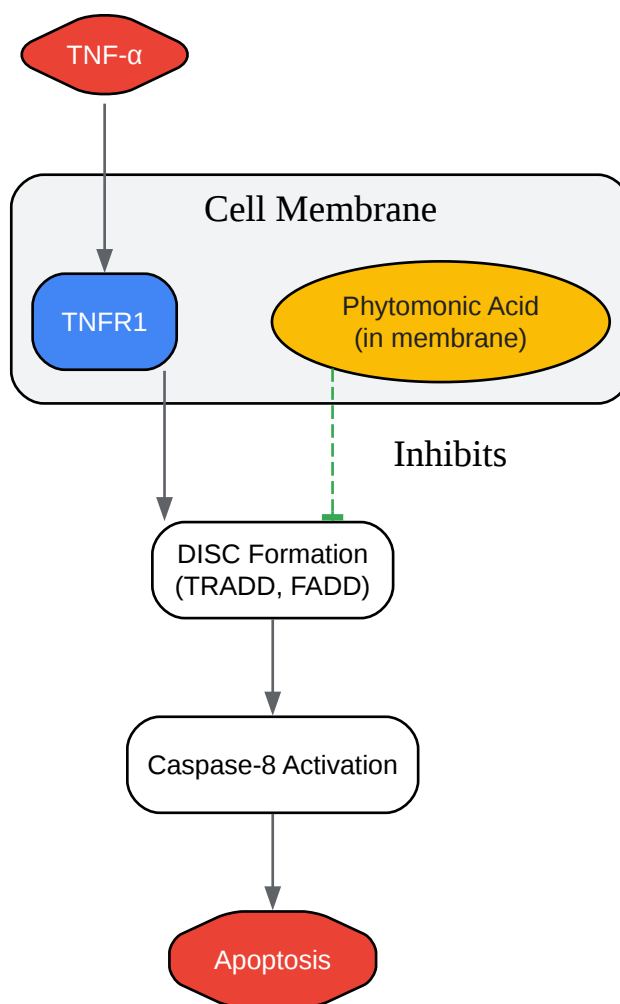 TNF-α
Cell Membrane
TNFR1
Phytomonic Acid
(in membrane)
Inhibits
DISC Formation
(TRADD, FADD)
Caspase-8 Activation
Apoptosis